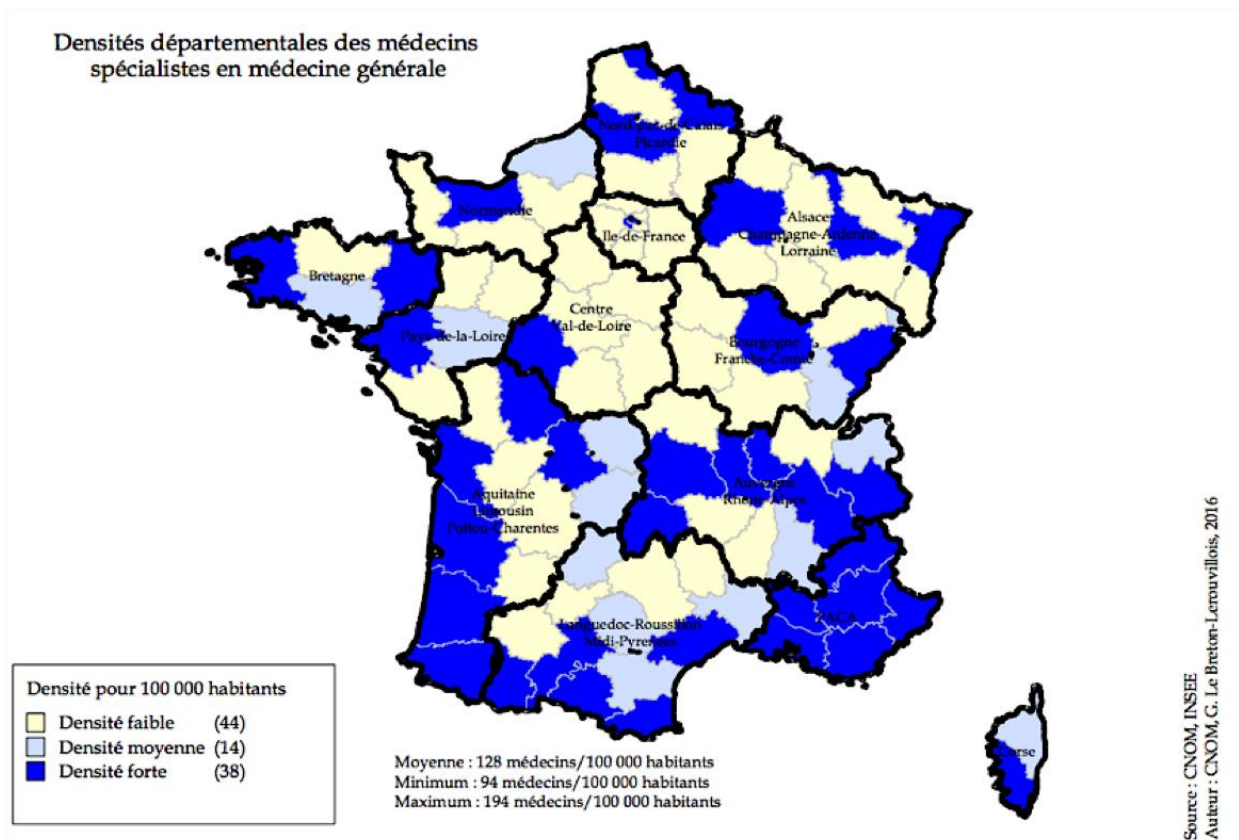 Densités départementales des médecins
spécialistes en médecine générale
Nord-pas-de-Calais
Picardie
Normandie
Ile-de-France
Alsace
Champagne-Ardenne
Lorraine
Bretagne
Pays-de-la-Loire
Centre
Val-de-Loire
Bourgogne
Franche-Comté
Aquitaine
Limousin
Poitou-Charentes
Auvergne
Rhône-Alpes
Languedoc-Roussillon
Midi-Pyrénées
PACA
Corse
Densité pour 100 000 habitants
Densité faible (44)
Densité moyenne (14)
Densité forte (38)
Moyenne : 128 médecins/100 000 habitants
Minimum : 94 médecins/100 000 habitants
Maximum : 194 médecins/100 000 habitants
Source : CNOM, INSEE
Auteur : CNOM,G. Le Breton-Lerouvillois, 2016